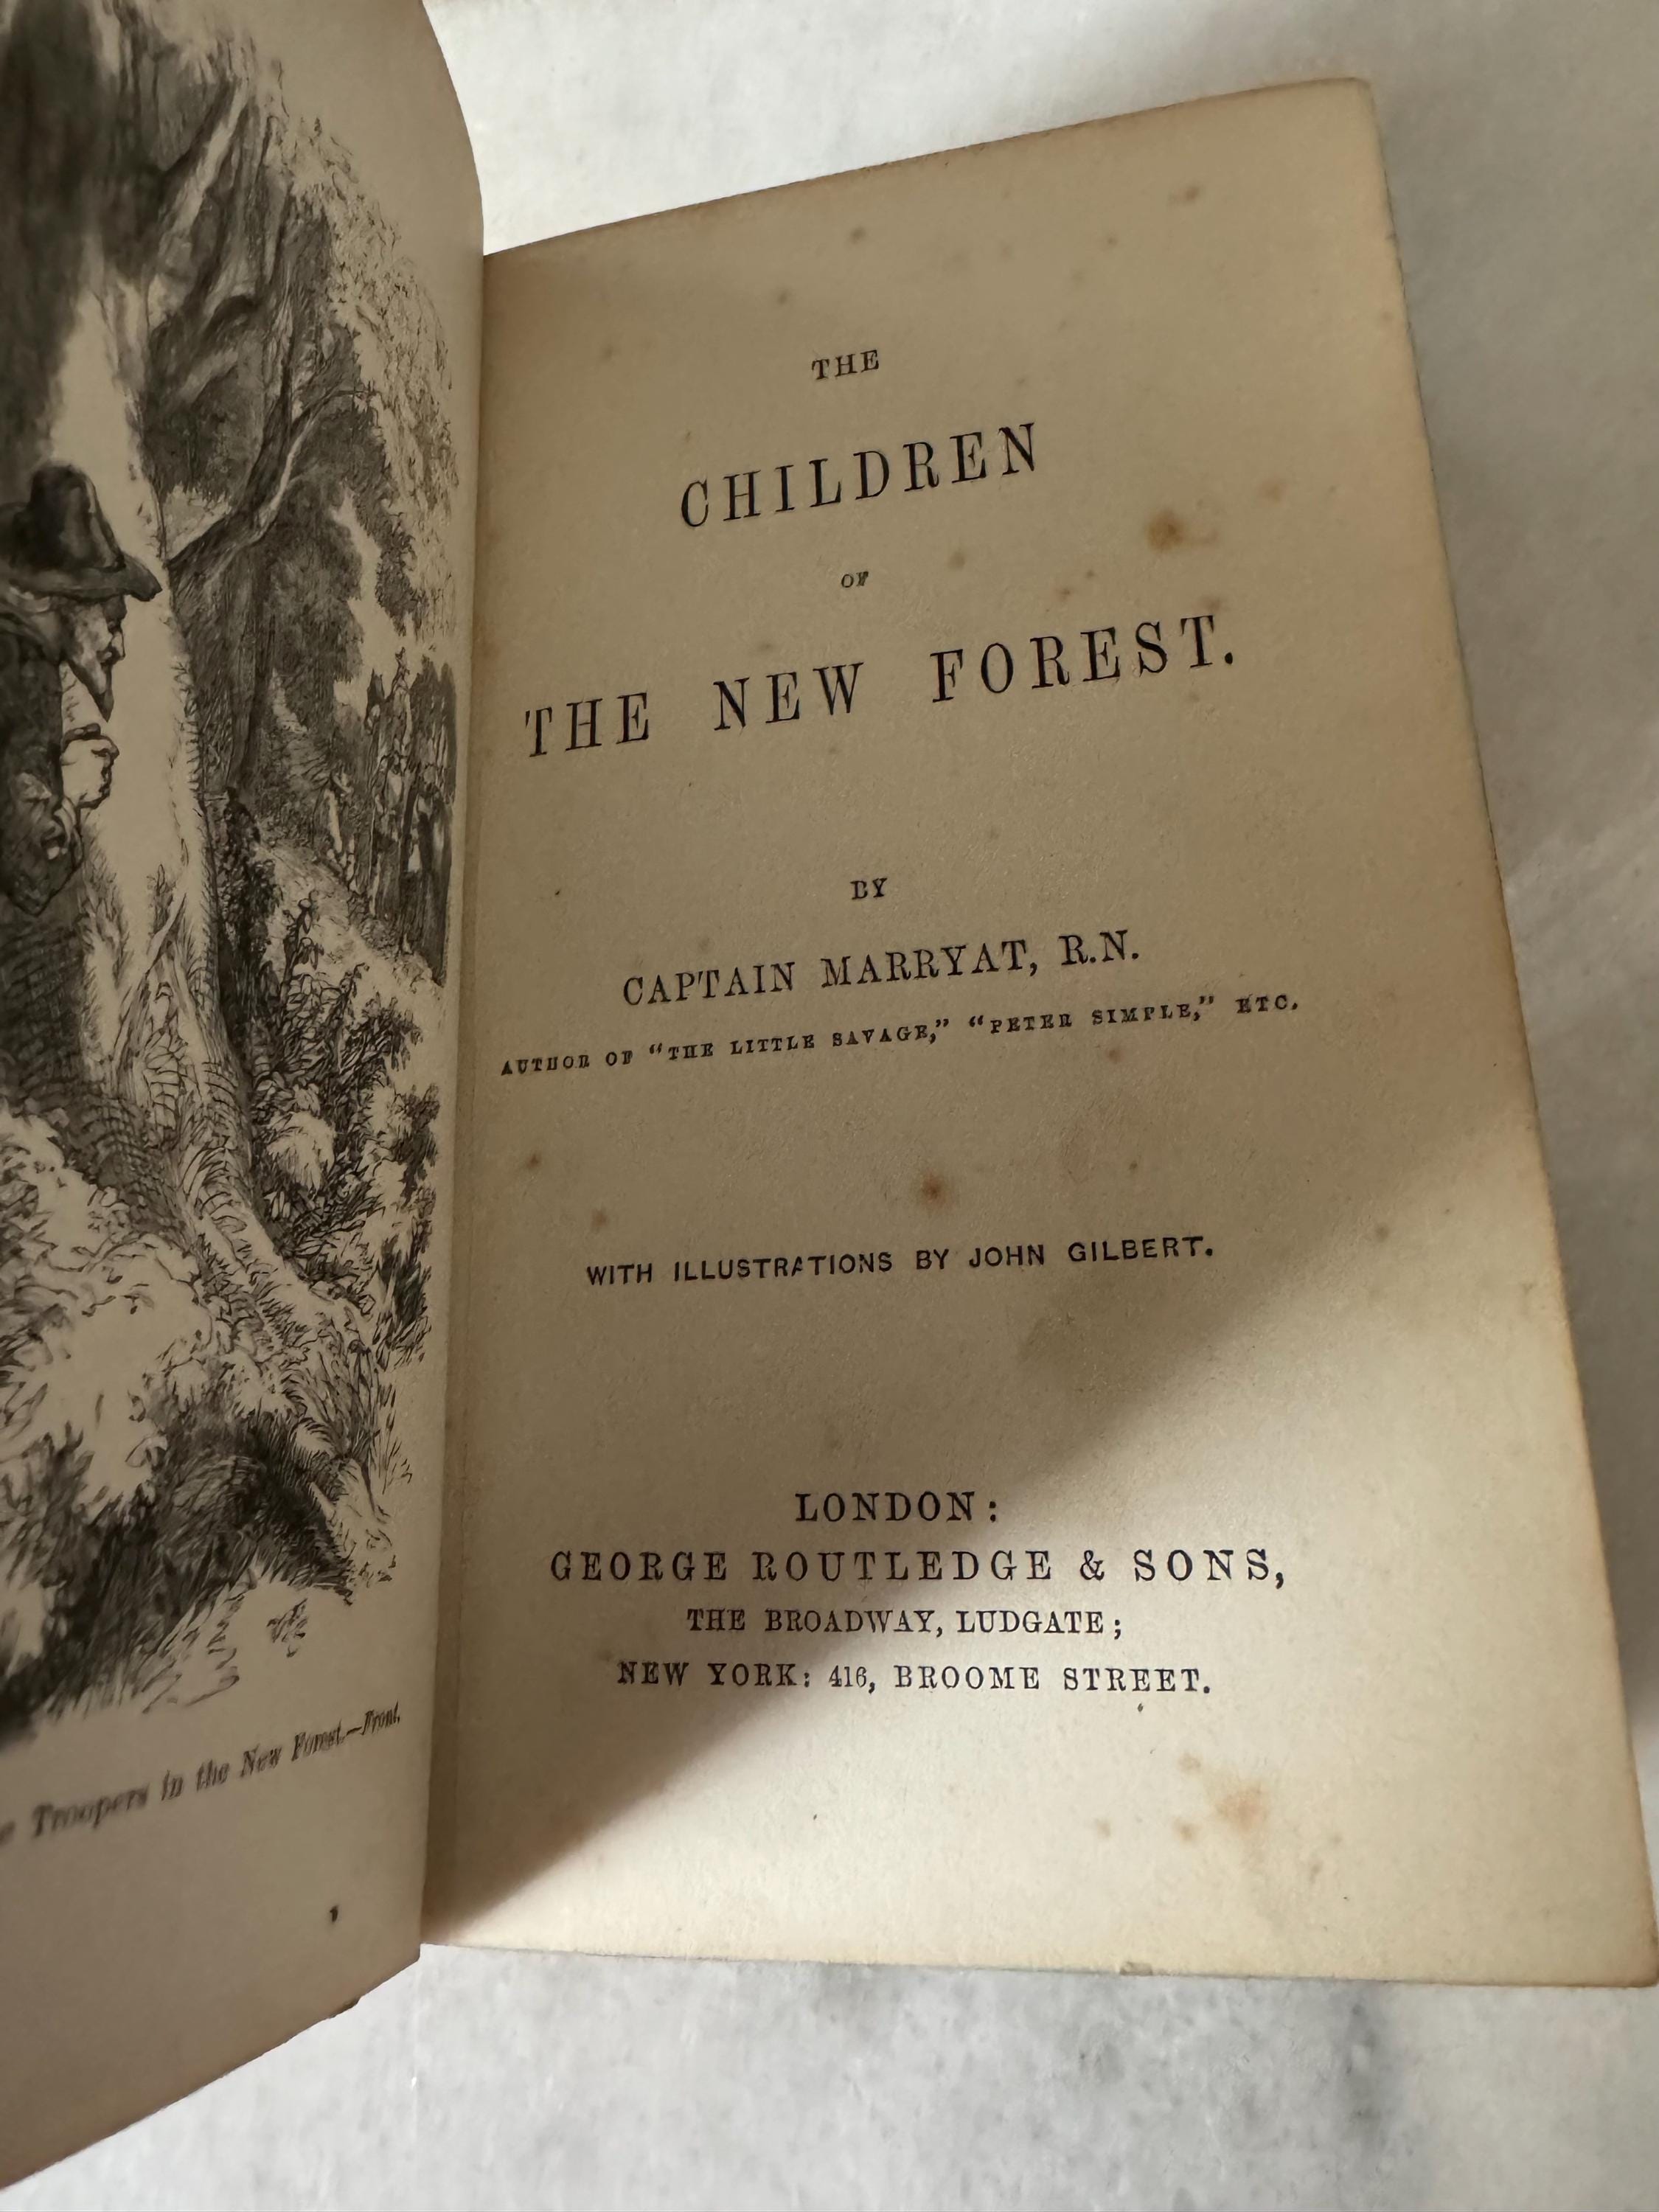 Troopers in the New Forest.—Front.
THE
CHILDREN
OF
THE NEW FOREST.
BY
CAPTAIN MARRYAT, R.N.
AUTHOR OF “THE LITTLE SAVAGE,” “PETER SIMPLE,” ETC.
WITH ILLUSTRATIONS BY JOHN GILBERT.
LONDON:
GEORGE ROUTLEDGE & SONS,
THE BROADWAY, LUDGATE;
NEW YORK: 416, BROOME STREET.